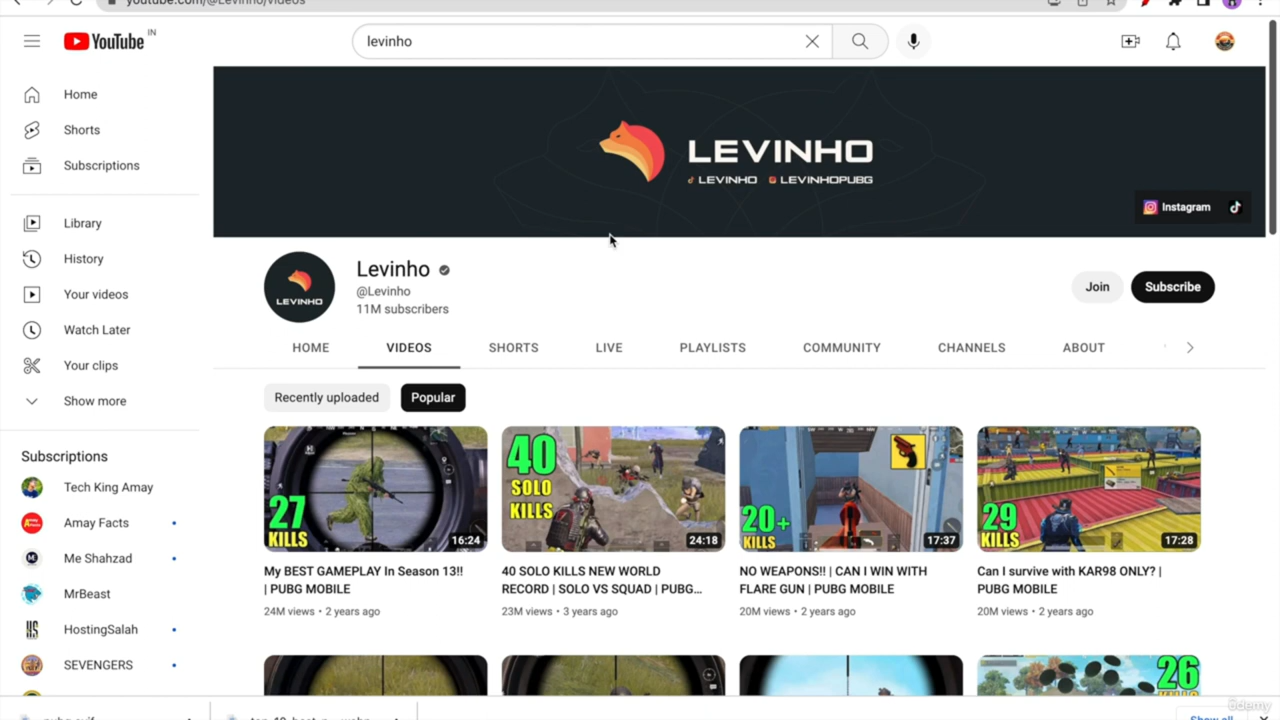 youtube.com/@Levinho/videos
YouTube IN
levinho
Home
Shorts
Subscriptions
Library
History
Your videos
Watch Later
Your clips
Show more
Subscriptions
Tech King Amay
Amay Facts
Me Shahzad
MrBeast
HostingSalah
SEVENGERS
LEVINHO
LEVINHO LEVINHOPUBG
Instagram
LEVINHO
Levinho
@Levinho
11M subscribers
Join
Subscribe
HOME
VIDEOS
SHORTS
LIVE
PLAYLISTS
COMMUNITY
CHANNELS
ABOUT
Recently uploaded
Popular
27
KILLS
16:24
My BEST GAMEPLAY In Season 13!!
| PUBG MOBILE
24M views • 2 years ago
40
SOLO
KILLS
24:18
40 SOLO KILLS NEW WORLD
RECORD | SOLO VS SQUAD | PUBG...
23M views • 3 years ago
20+
KILLS
17:37
NO WEAPONS!! | CAN I WIN WITH
FLARE GUN | PUBG MOBILE
20M views • 2 years ago
29
KILLS
17:28
Can I survive with KAR98 ONLY? |
PUBG MOBILE
20M views • 2 years ago
26
KILLS
Show all
ûdemy